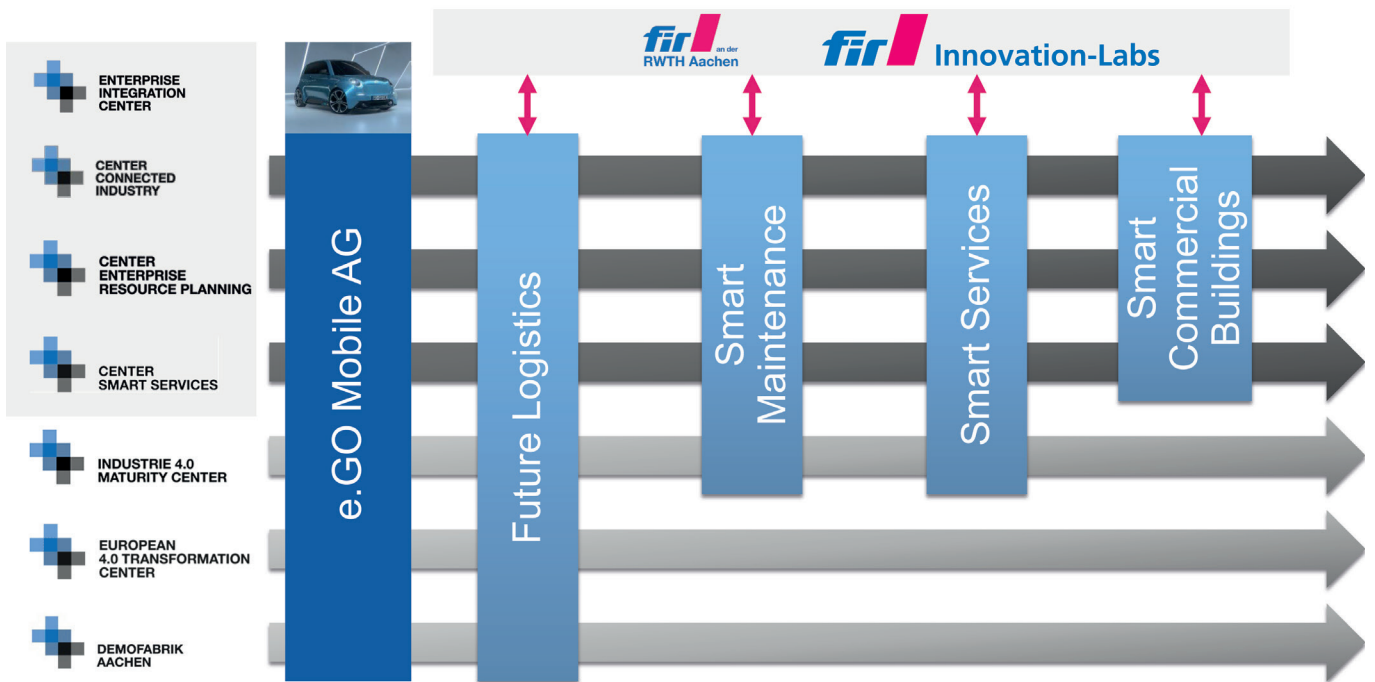 fir an der
RWTH Aachen
fir Innovation-Labs
ENTERPRISE
INTEGRATION
CENTER
CENTER
CONNECTED
INDUSTRY
CENTER
ENTERPRISE
RESOURCE PLANNING
CENTER
SMART SERVICES
INDUSTRIE 4.0
MATURITY CENTER
EUROPEAN
4.0 TRANSFORMATION
CENTER
DEMOFABRIK
AACHEN
e.GO Mobile AG
Future Logistics
Smart
Maintenance
Smart Services
Smart
Commercial
Buildings